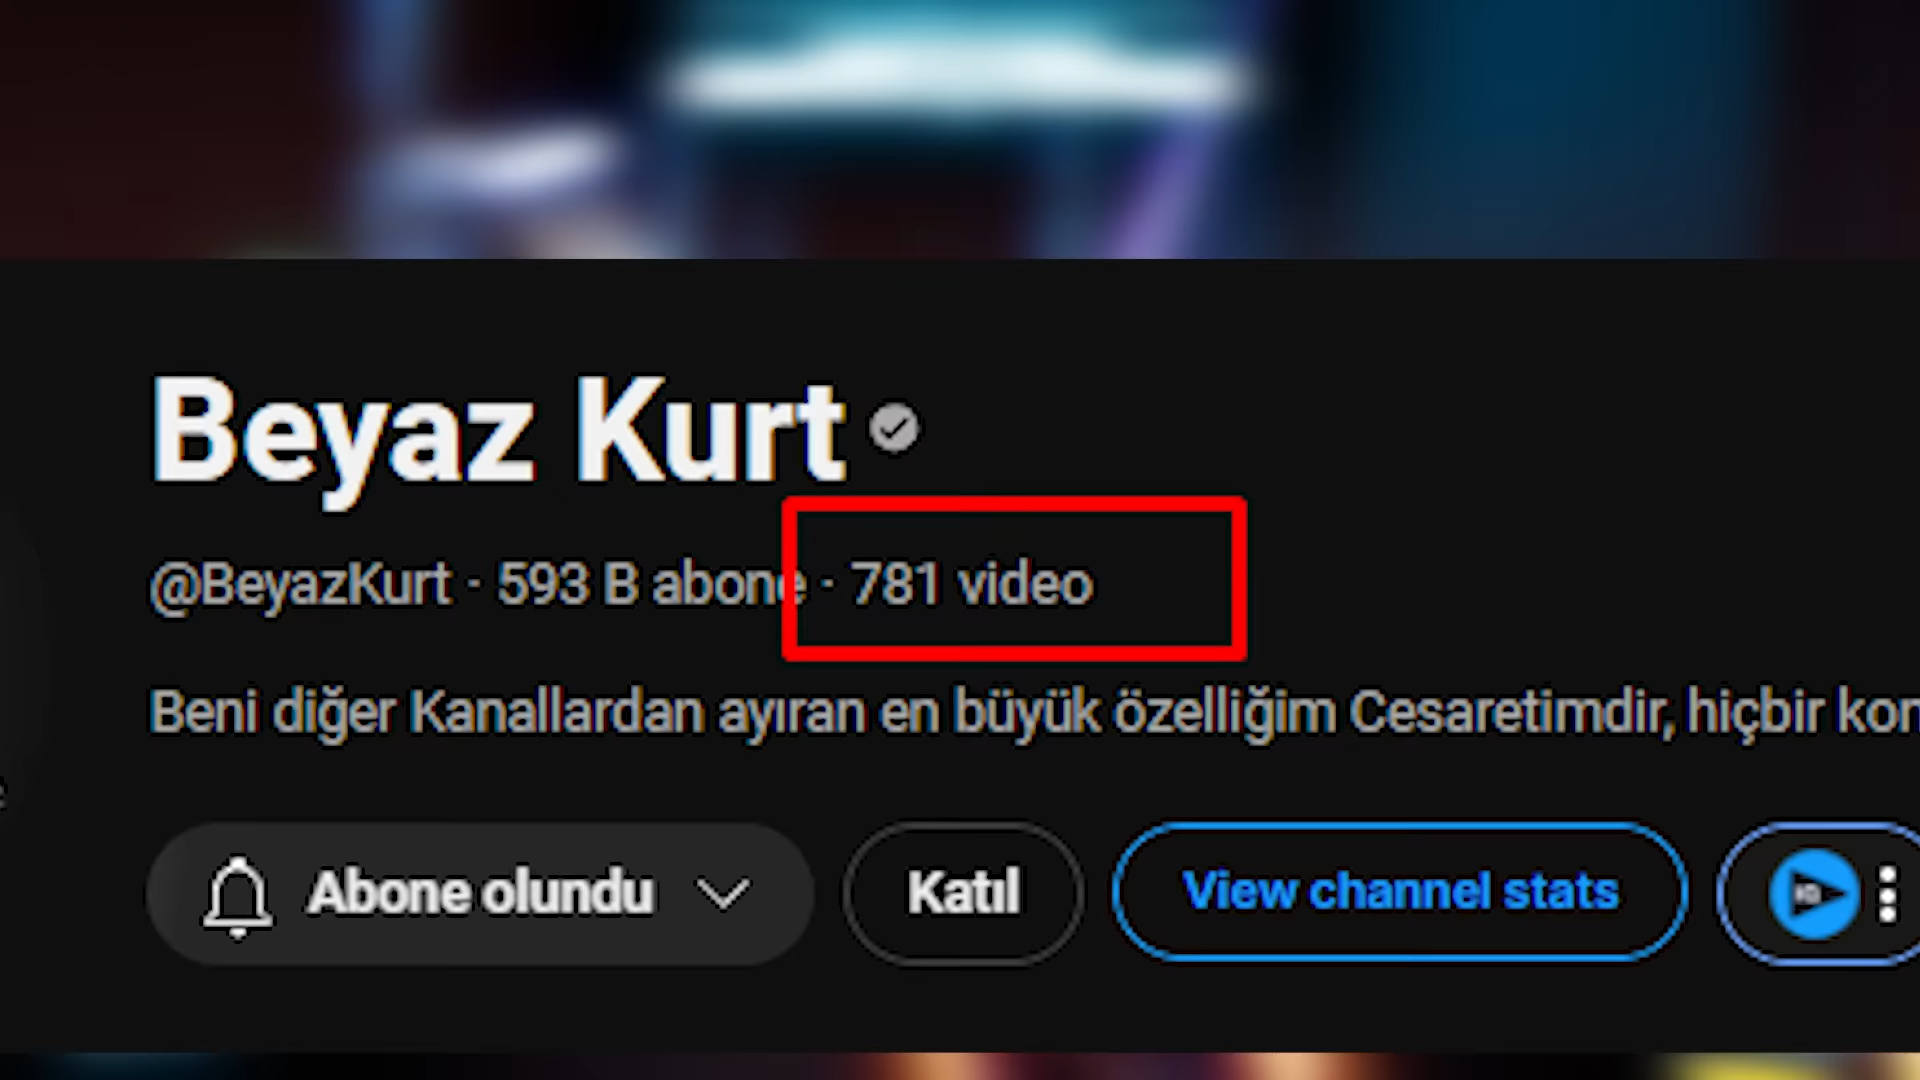 Beyaz Kurt
@BeyazKurt · 593 B abone · 781 video
Beni diğer Kanallardan ayıran en büyük özelliğim Cesaretimdir, hiçbir
Abone olundu
Katıl
View channel stats